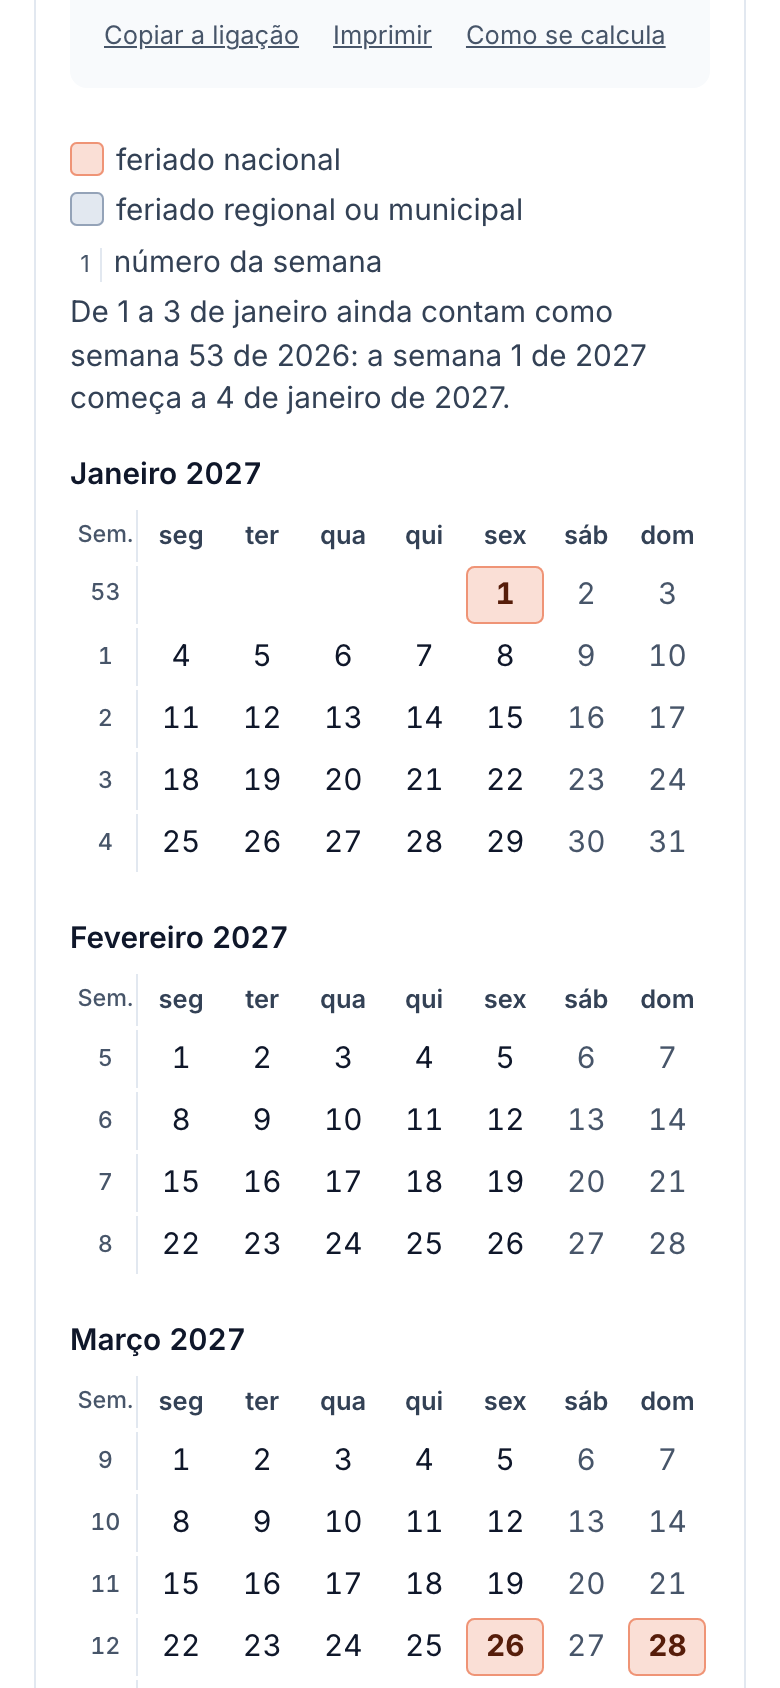 Copiar a ligação Imprimir Como se calcula
feriado nacional
feriado regional ou municipal
1 número da semana
De 1 a 3 de janeiro ainda contam como
semana 53 de 2026: a semana 1 de 2027
começa a 4 de janeiro de 2027.
Janeiro 2027
Sem. seg ter qua qui sex sáb dom
53 1 2 3
1 4 5 6 7 8 9 10
2 11 12 13 14 15 16 17
3 18 19 20 21 22 23 24
4 25 26 27 28 29 30 31
Fevereiro 2027
Sem. seg ter qua qui sex sáb dom
5 1 2 3 4 5 6 7
6 8 9 10 11 12 13 14
7 15 16 17 18 19 20 21
8 22 23 24 25 26 27 28
Março 2027
Sem. seg ter qua qui sex sáb dom
9 1 2 3 4 5 6 7
10 8 9 10 11 12 13 14
11 15 16 17 18 19 20 21
12 22 23 24 25 26 27 28